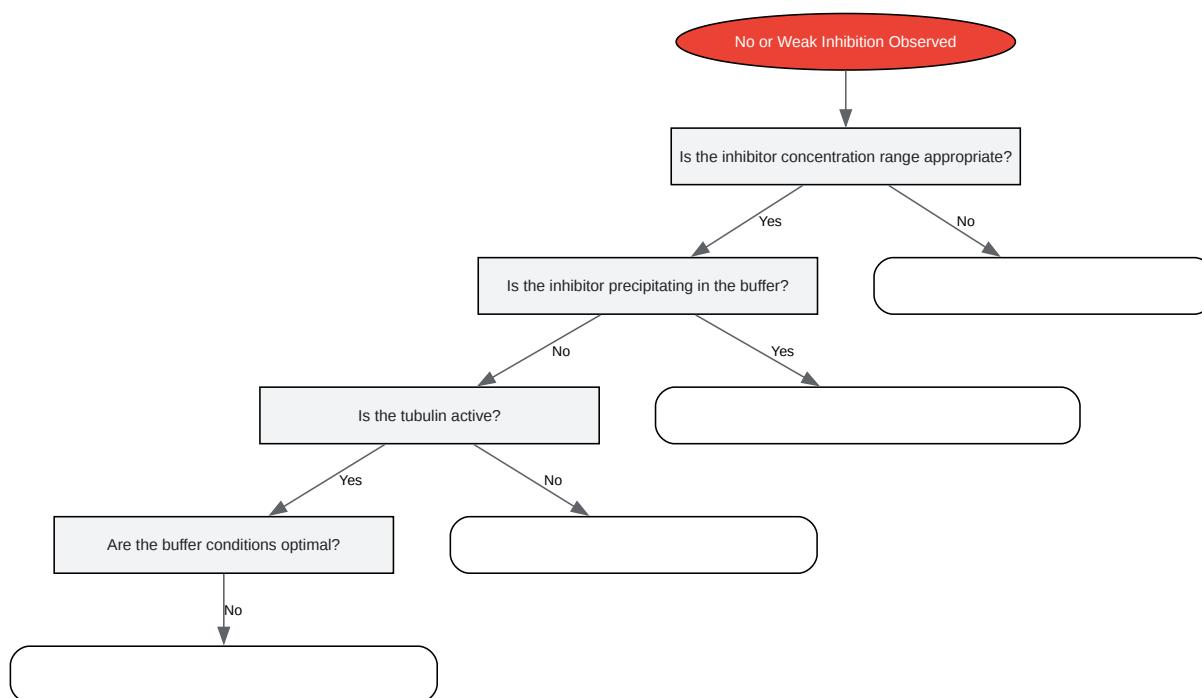 No or Weak Inhibition Observed
Is the inhibitor concentration range appropriate?
Yes
No
Is the inhibitor precipitating in the buffer?
No
Yes
Is the tubulin active?
Yes
No
Are the buffer conditions optimal?
No